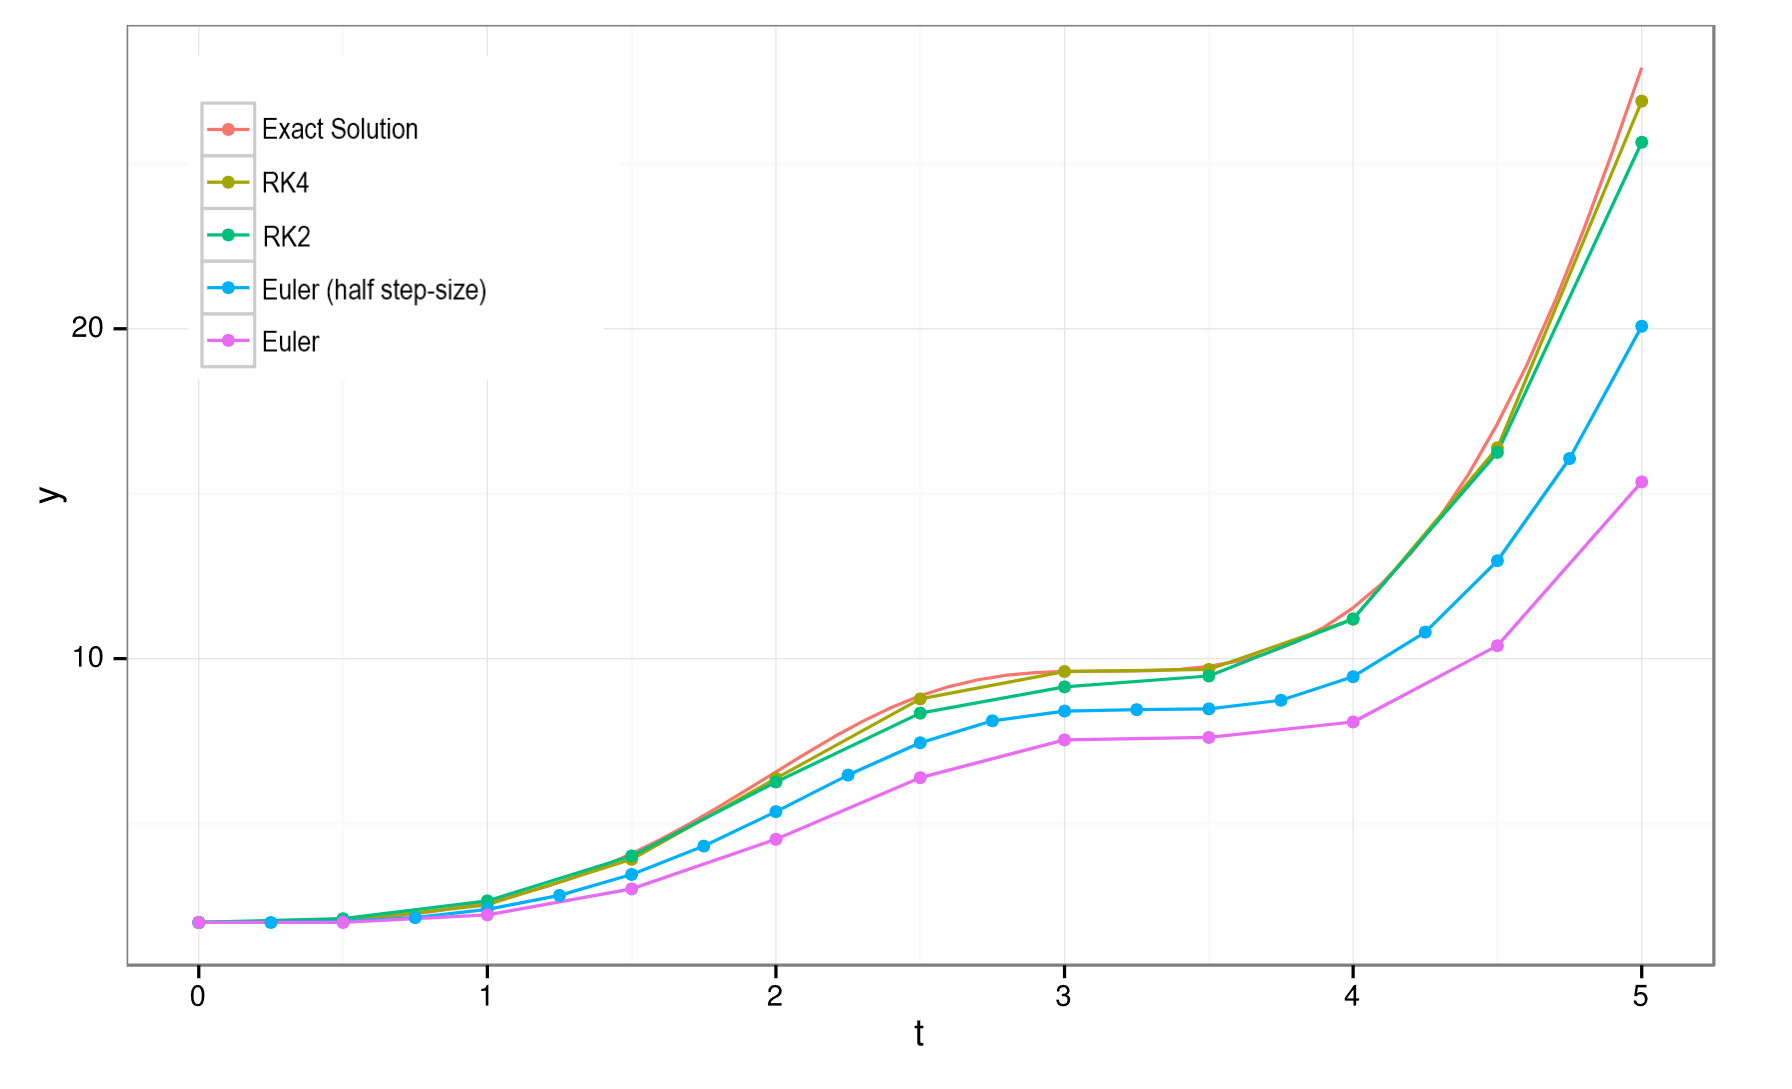 Exact Solution
RK4
RK2
Euler (half step-size)
Euler
20
10
y
0 1 2 3 4 5
t